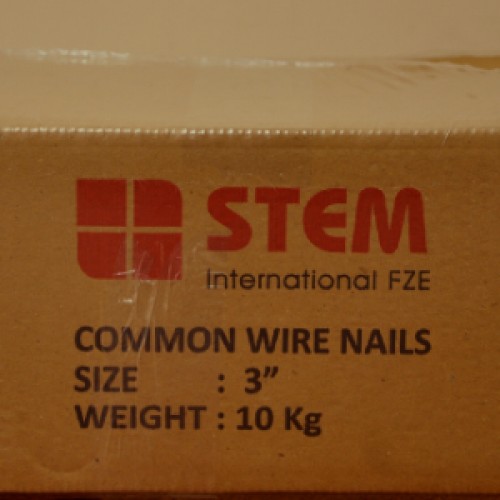 STEM
International FZE
COMMON WIRE NAILS
SIZE : 3”
WEIGHT : 10 Kg